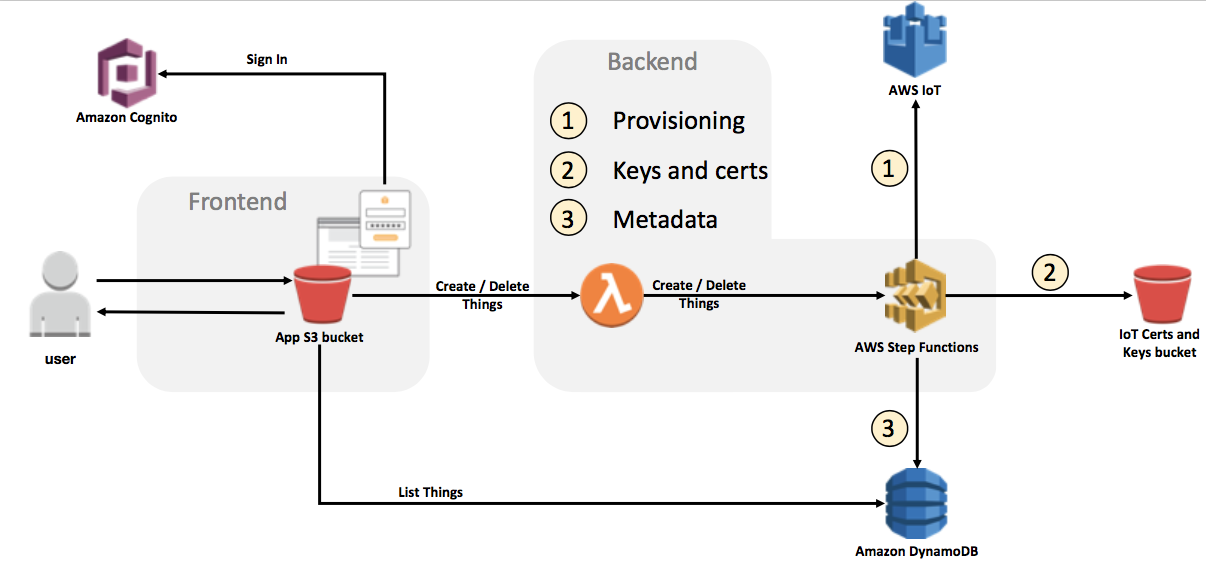 Sign In
Amazon Cognito
Backend
AWS IoT
1 Provisioning
2 Keys and certs
3 Metadata
1
Frontend
user
App S3 bucket
Create / Delete
Things
Create / Delete
Things
AWS Step Functions
2
IoT Certs and
Keys bucket
3
List Things
Amazon DynamoDB